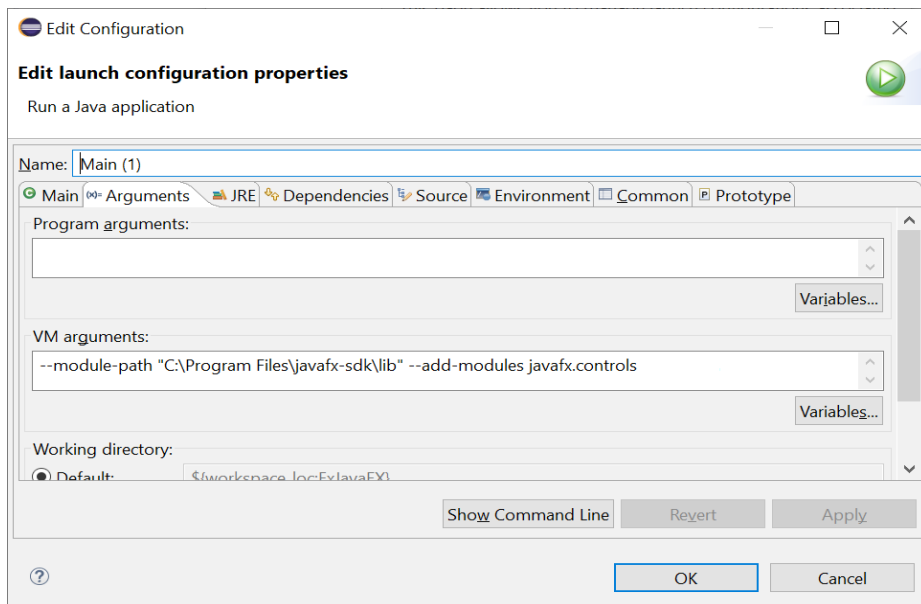 Edit Configuration
Edit launch configuration properties
Run a Java application
Name: Main (1)
Main (x)= Arguments JRE Dependencies Source Environment Common Prototype
Program arguments:
Variables...
VM arguments:
--module-path "C:\Program Files\javafx-sdk\lib" --add-modules javafx.controls
Variables...
Working directory:
Default: ${workspace_loc:ExJavaFX}
Show Command Line Revert Apply
OK Cancel